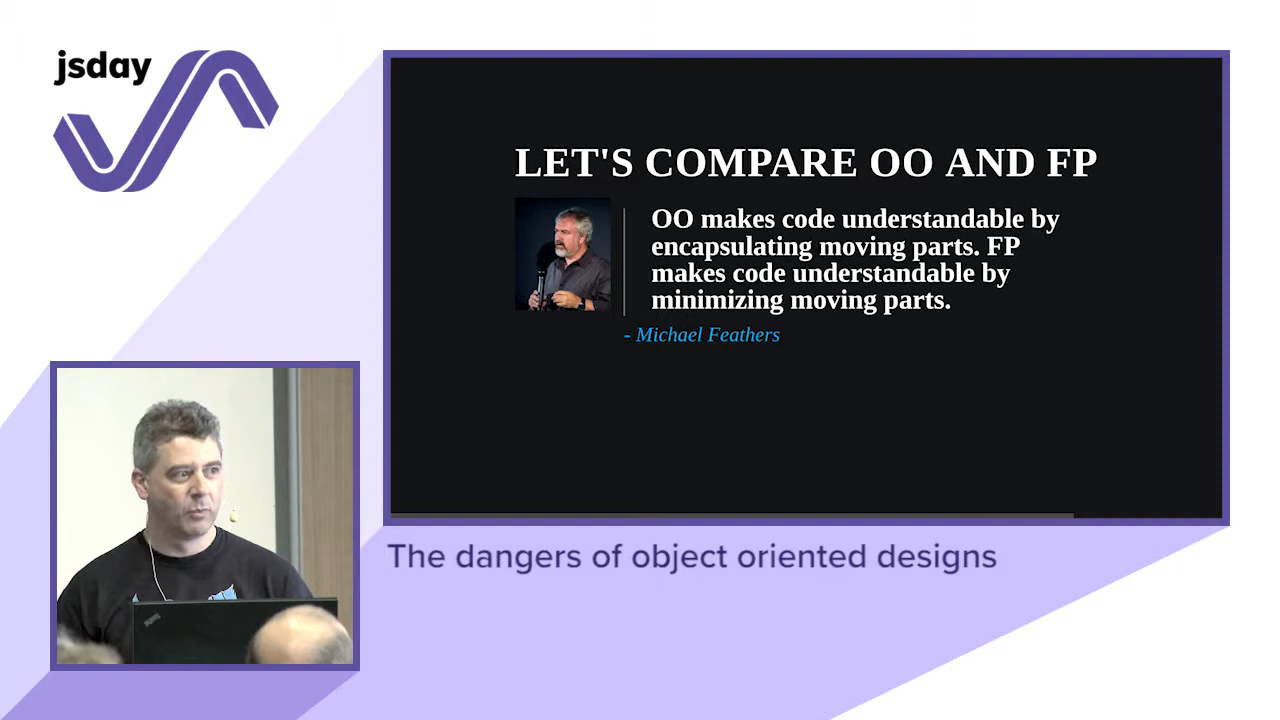 jsday
LET'S COMPARE OO AND FP
OO makes code understandable by
encapsulating moving parts. FP
makes code understandable by
minimizing moving parts.
- Michael Feathers
ThinkPad
The dangers of object oriented designs